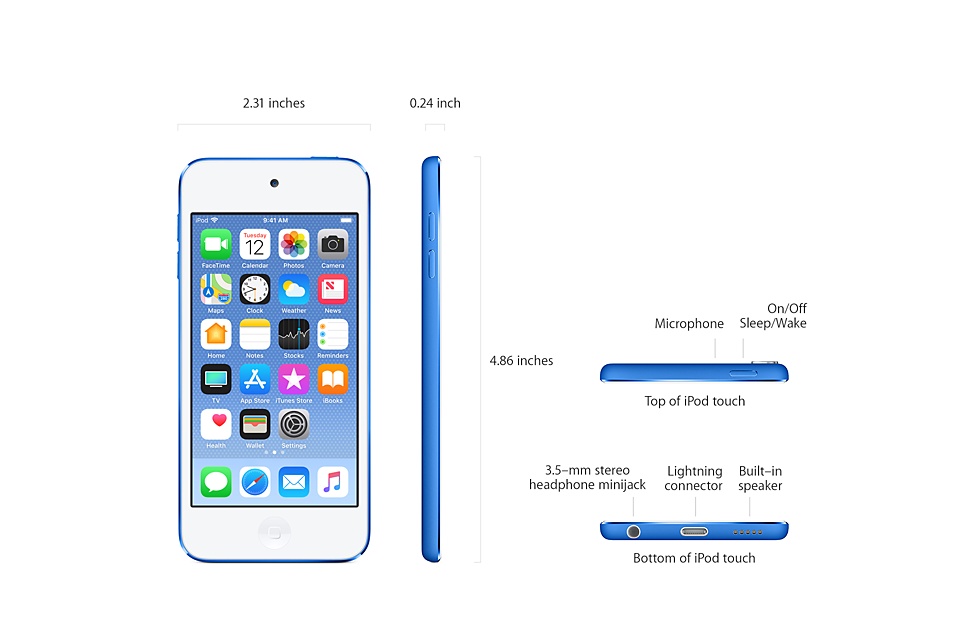 2.31 inches
0.24 inch
iPod 9:41 AM
Tuesday
12
FaceTime Calendar Photos Camera
Maps Clock Weather News
Home Notes Stocks Reminders
TV App Store iTunes Store iBooks
Health Wallet Settings
4.86 inches
Microphone
On/Off
Sleep/Wake
Top of iPod touch
3.5–mm stereo
headphone minijack
Lightning
connector
Built–in
speaker
Bottom of iPod touch